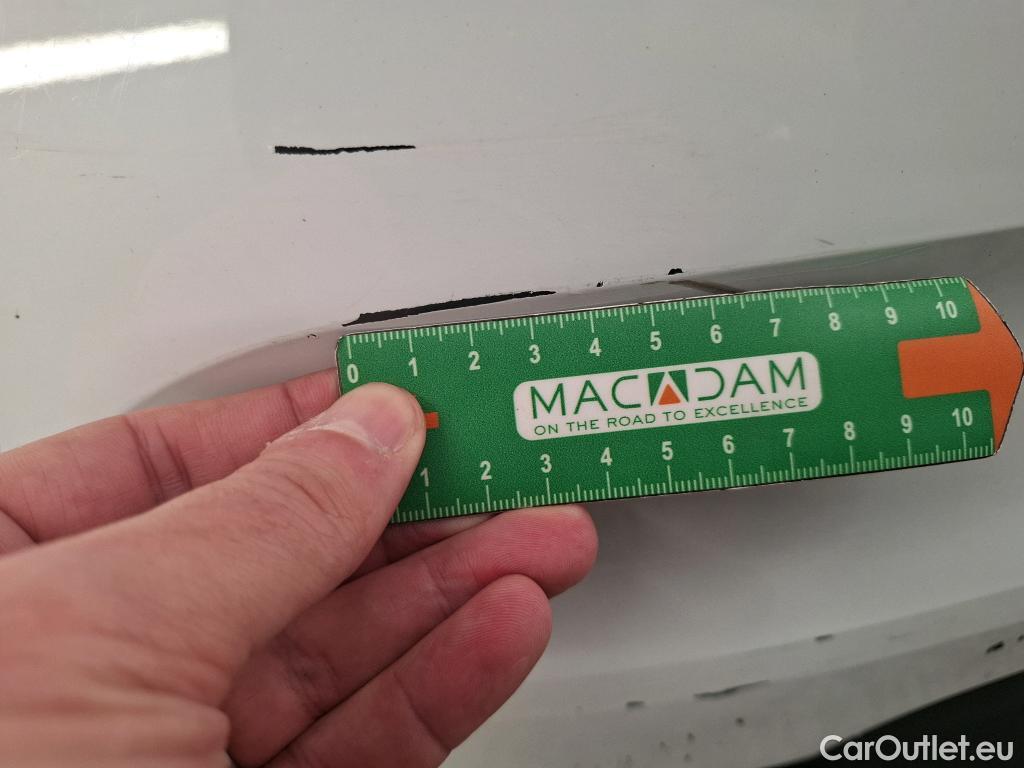 0 1 2 3 4 5 6 7 8 9 10
MACADAM
ON THE ROAD TO EXCELLENCE
1 2 3 4 5 6 7 8 9 10
CarOutlet.eu